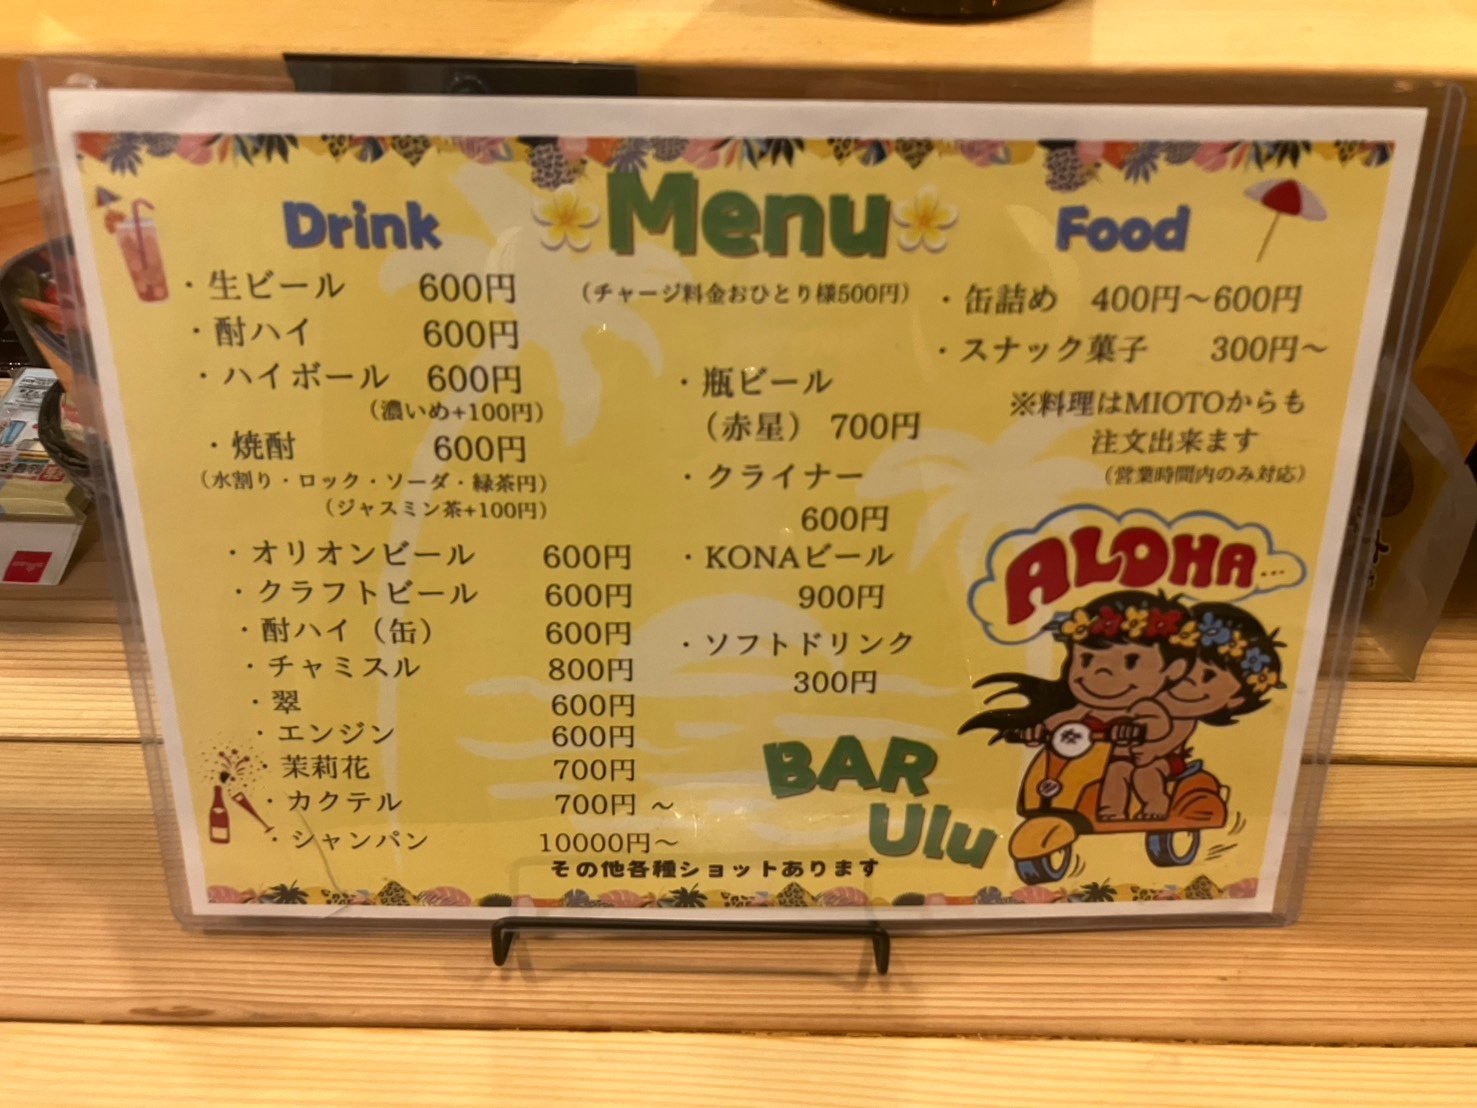 Menu
(チャージ料金おひとり様500円)
Drink
・生ビール 600円
・酎ハイ 600円
・ハイボール 600円
(濃いめ+100円)
・焼酎 600円
(水割り・ロック・ソーダ・緑茶円)
(ジャスミン茶+100円)
・オリオンビール 600円
・クラフトビール 600円
・酎ハイ(缶) 600円
・チャミスル 800円
・翠 600円
・エンジン 600円
・茉莉花 700円
・カクテル 700円 ~
・シャンパン 10000円~
その他各種ショットあります
・瓶ビール
(赤星) 700円
・クライナー
600円
・KONAビール
900円
・ソフトドリンク
300円
Food
・缶詰め 400円~600円
・スナック菓子 300円~
※料理はMIOTOからも
注文出来ます
(営業時間内のみ対応)
ALOHA...
BAR
Ulu